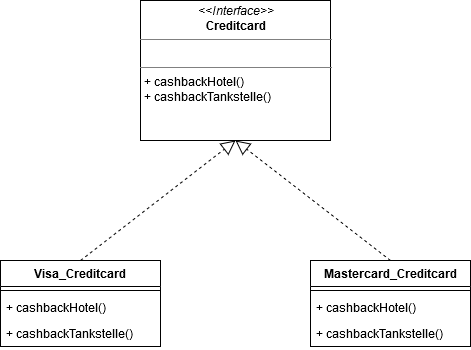 <<Interface>>
Creditcard
+ cashbackHotel()
+ cashbackTankstelle()
Visa_Creditcard
+ cashbackHotel()
+ cashbackTankstelle()
Mastercard_Creditcard
+ cashbackHotel()
+ cashbackTankstelle()